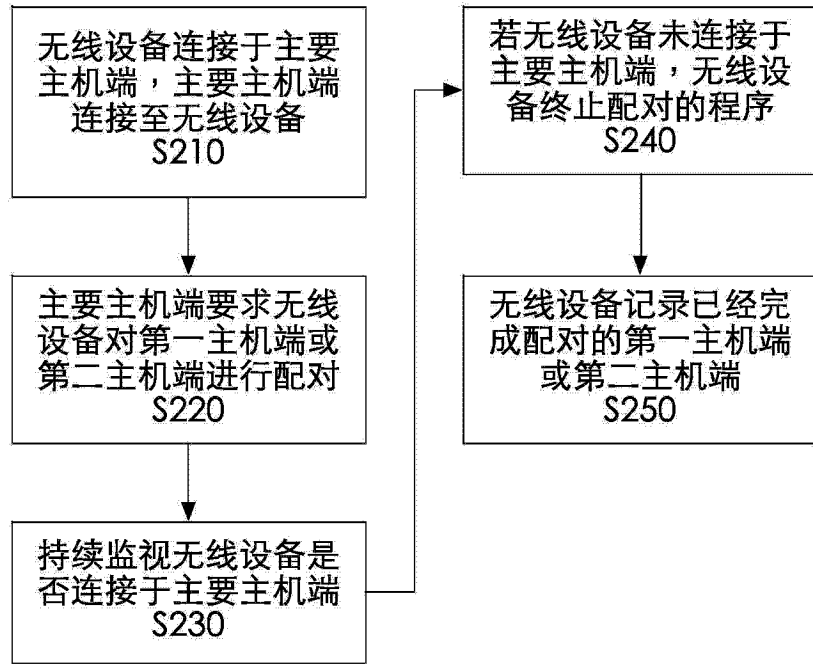 无线设备连接于主要
主机端，主要主机端
连接至无线设备
S210
主要主机端要求无线
设备对第一主机端或
第二主机端进行配对
S220
持续监视无线设备是
否连接于主要主机端
S230
若无线设备未连接于
主要主机端，无线设
备终止配对的程序
S240
无线设备记录已经完
成配对的第一主机端
或第二主机端
S250